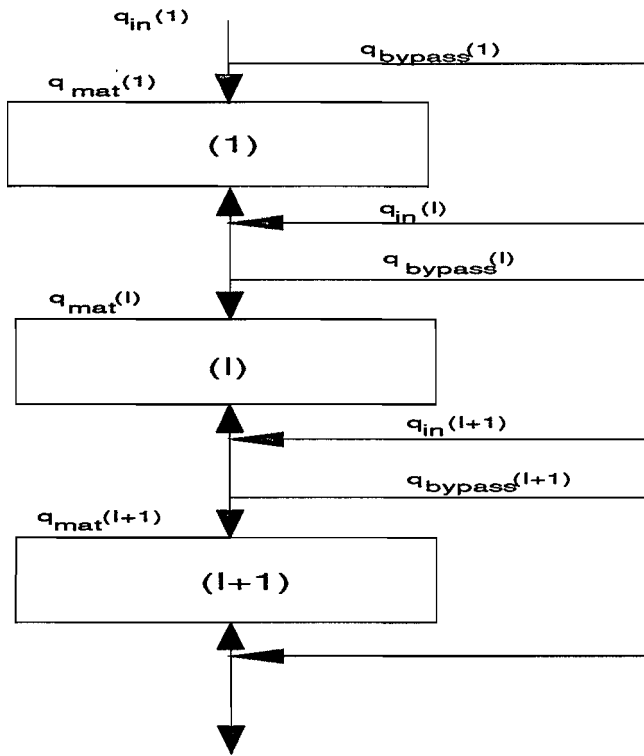 q_in(1)
q_bypass(1)
q_mat(1)
(1)
q_in(l)
q_bypass(l)
q_mat(l)
(l)
q_in(l+1)
q_bypass(l+1)
q_mat(l+1)
(l+1)